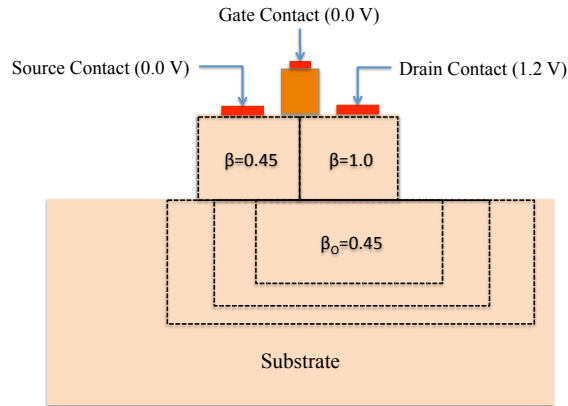 Gate Contact (0.0 V)
Source Contact (0.0 V)
Drain Contact (1.2 V)
β=0.45
β=1.0
β₀=0.45
Substrate